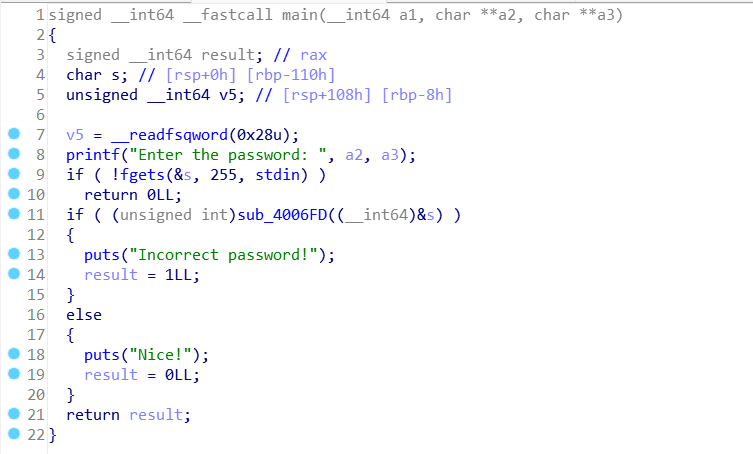 1 signed __int64 __fastcall main(__int64 a1, char **a2, char **a3)
2 {
3   signed __int64 result; // rax
4   char s; // [rsp+0h] [rbp-110h]
5   unsigned __int64 v5; // [rsp+108h] [rbp-8h]
6
7   v5 = __readfsqword(0x28u);
8   printf("Enter the password: ", a2, a3);
9   if ( !fgets(&s, 255, stdin) )
10     return 0LL;
11   if ( (unsigned int)sub_4006FD((__int64)&s) )
12   {
13     puts("Incorrect password!");
14     result = 1LL;
15   }
16   else
17   {
18     puts("Nice!");
19     result = 0LL;
20   }
21   return result;
22 }